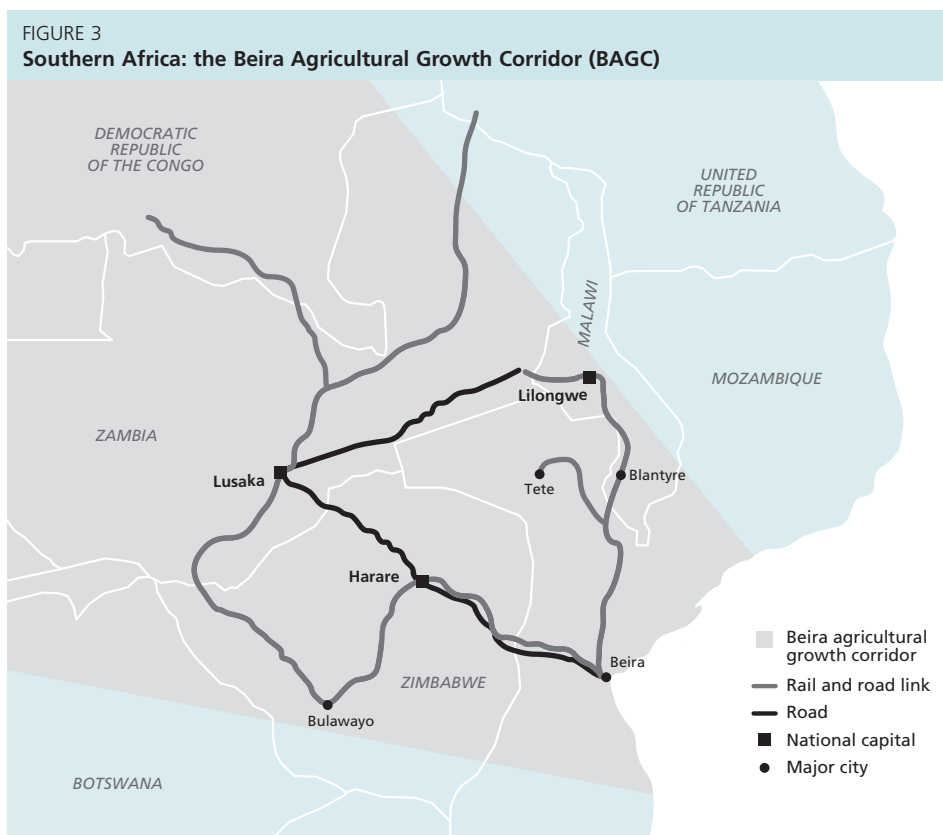 FIGURE 3
Southern Africa: the Beira Agricultural Growth Corridor (BAGC)
DEMOCRATIC
REPUBLIC
OF THE CONGO
UNITED
REPUBLIC
OF TANZANIA
MALAWI
MOZAMBIQUE
Lilongwe
ZAMBIA
Lusaka
Tete
Blantyre
Harare
Beira
ZIMBABWE
Bulawayo
BOTSWANA
Beira agricultural
growth corridor
Rail and road link
Road
National capital
Major city